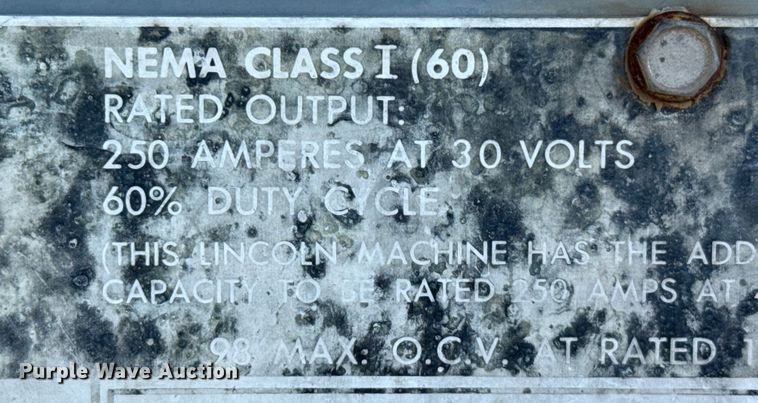 NEMA CLASS I (60)
RATED OUTPUT:
250 AMPERES AT 30 VOLTS
60% DUTY CYCLE
(THIS LINCOLN MACHINE HAS THE ADD
CAPACITY TO BE RATED 250 AMPS AT
98 MAX. O.C.V. AT RATED 1
Purple Wave Auction